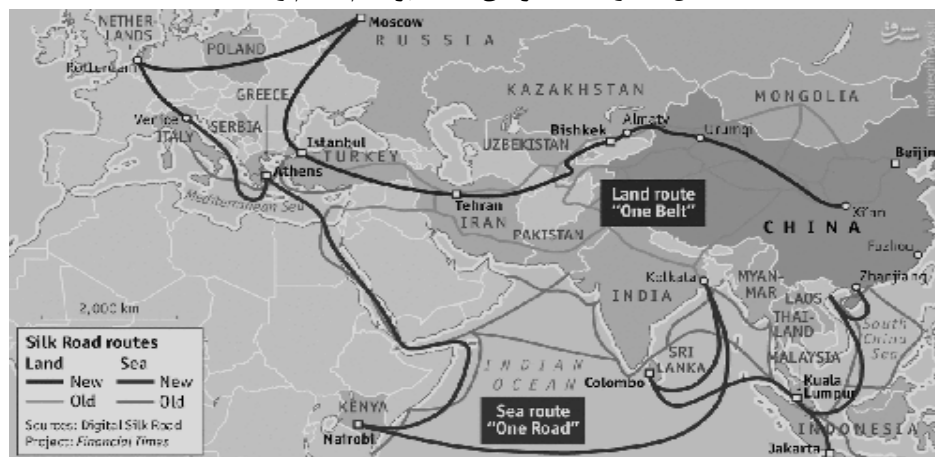 Moscow
NETHER
LANDS
RUSSIA
POLAND
Rotterdam
KAZAKHSTAN
MONGOLIA
GREECE
Venice
ITALY
SERBIA
Almaty
Bishkek
Urumqi
UZBEKISTAN
Istanbul
TURKEY
Beijin
Athens
Mediterranean Sea
Tehran
IRAN
Land route
"One Belt"
Xi'an
CHINA
PAKISTAN
Fuzhou
Kolkata
MYAN-
MAR
Zhanjiang
INDIA
LAOS
2,000 km
THAI-
LAND
South
China
Sea
Silk Road routes
Land Sea
New New
Old Old
INDIAN
OCEAN
SRI
LANKA
MALAYSIA
Colombo
Kuala
Lumpur
KENYA
Sea route
"One Road"
Sources: Digital Silk Road
Project; Financial Times
Nairobi
INDONESIA
Jakarta